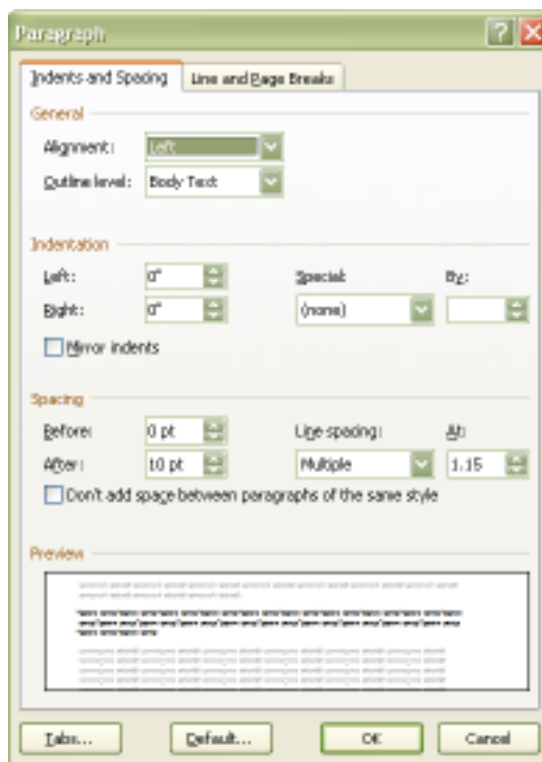 Paragraph
Indents and Spacing Line and Page Breaks
General
Alignment: Left
Outline level: Body Text
Indentation
Left: 0" Special: By:
Right: 0" (none)
Mirror indents
Spacing
Before: 0 pt Line spacing: At:
After: 10 pt Multiple 1.15
Don't add space between paragraphs of the same style
Preview
Tabs... Default... OK Cancel